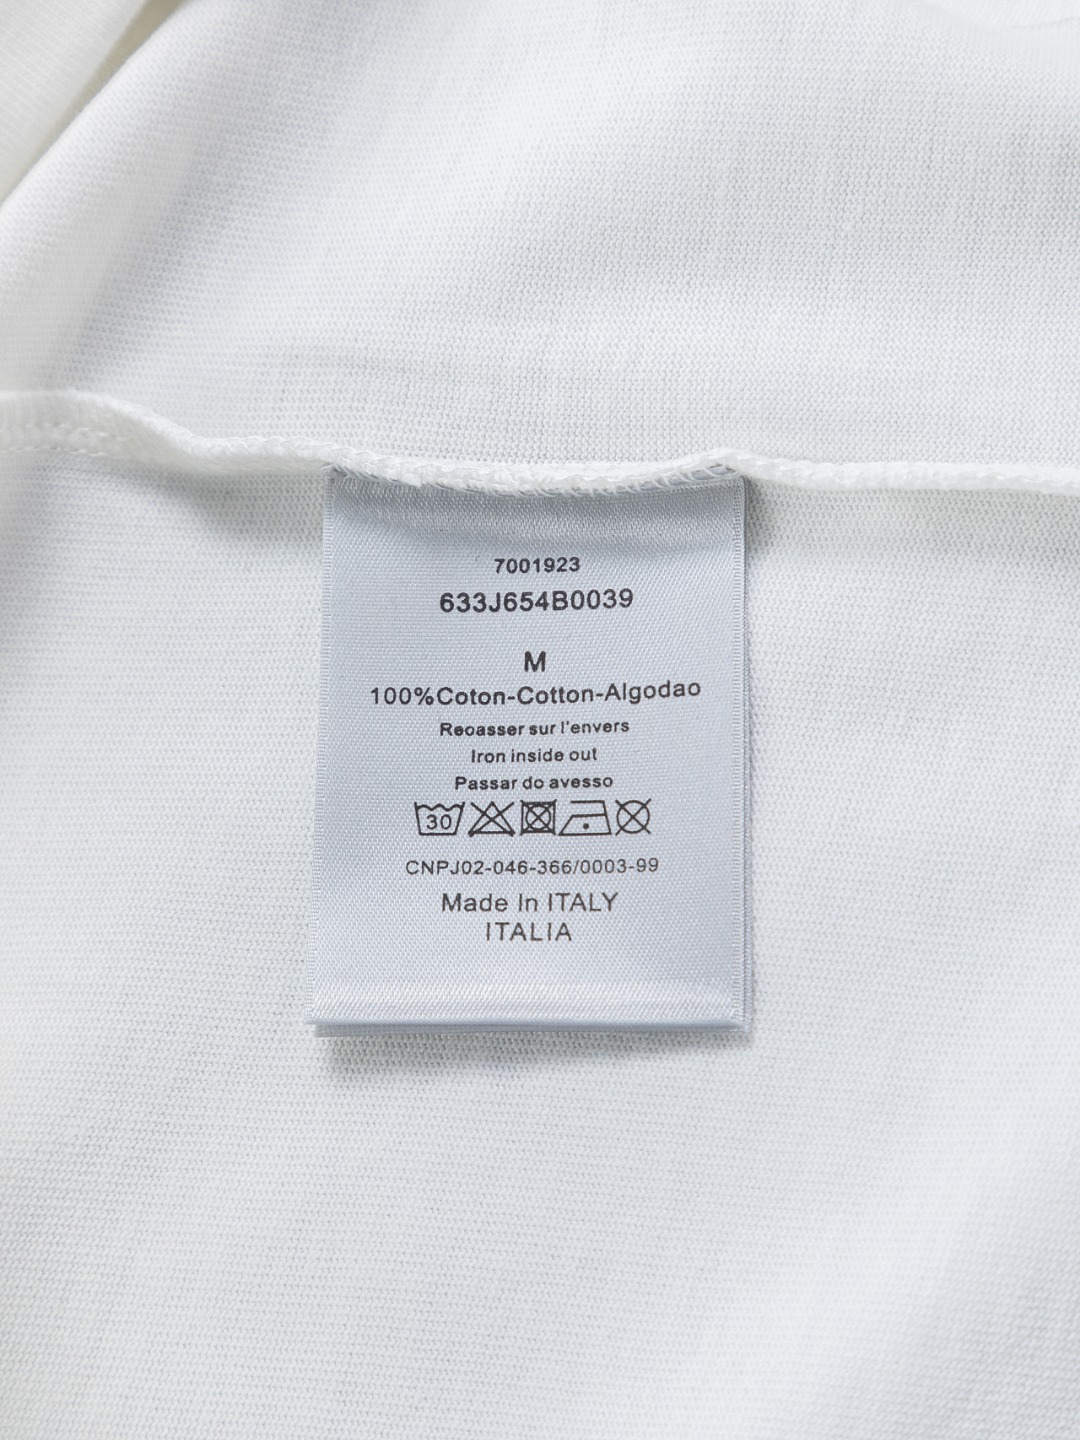 7001923
633J654B0039
M
100%Coton-Cotton-Algodao
Reoasser sur l'envers
Iron inside out
Passar do avesso
30
CNPJ02-046-366/0003-99
Made In ITALY
ITALIA